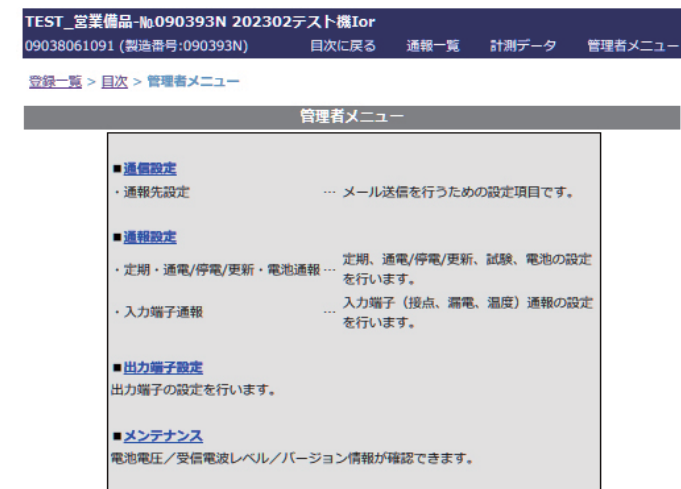 TEST_営業備品-№090393N 202302テスト機Ior
09038061091 (製造番号:090393N) 目次に戻る 通報一覧 計測データ 管理者メニュー
登録一覧 > 目次 > 管理者メニュー
管理者メニュー
■通信設定
・通報先設定 … メール送信を行うための設定項目です。
■通報設定
・定期・通電/停電/更新・電池通報 … 定期、通電/停電/更新、試験、電池の設定
を行います。
・入力端子通報 … 入力端子（接点、漏電、温度）通報の設定
を行います。
■出力端子設定
出力端子の設定を行います。
■メンテナンス
電池電圧／受信電波レベル／バージョン情報が確認できます。